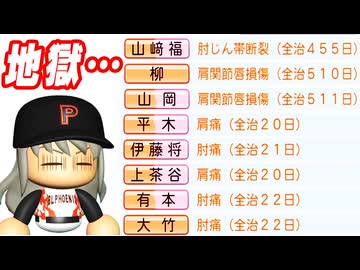 地獄…
山﨑福 肘じん帯断裂(全治455日)
柳 肩関節唇損傷(全治510日)
山岡 肩関節唇損傷(全治511日)
平木 肩痛(全治20日)
伊藤将 肘痛(全治21日)
上茶谷 肩痛(全治20日)
有本 肘痛(全治22日)
大竹 肘痛(全治22日)
P
BLPHOENI